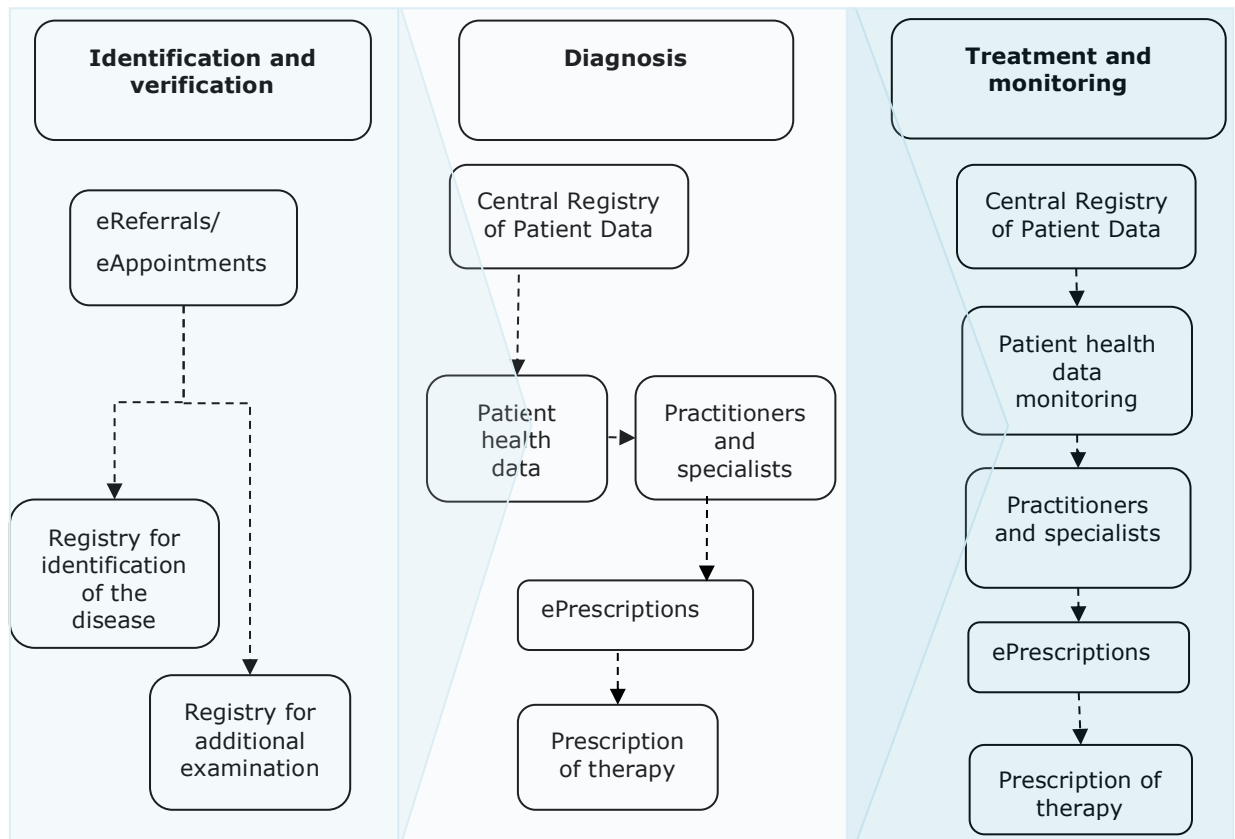 Identification and
verification
eReferrals/
eAppointments
Registry for
identification
of the
disease
Registry for
additional
examination
Diagnosis
Central Registry
of Patient Data
Patient
health
data
Practitioners
and
specialists
ePrescriptions
Prescription
of therapy
Treatment and
monitoring
Central Registry
of Patient Data
Patient health
data
monitoring
Practitioners
and specialists
ePrescriptions
Prescription of
therapy